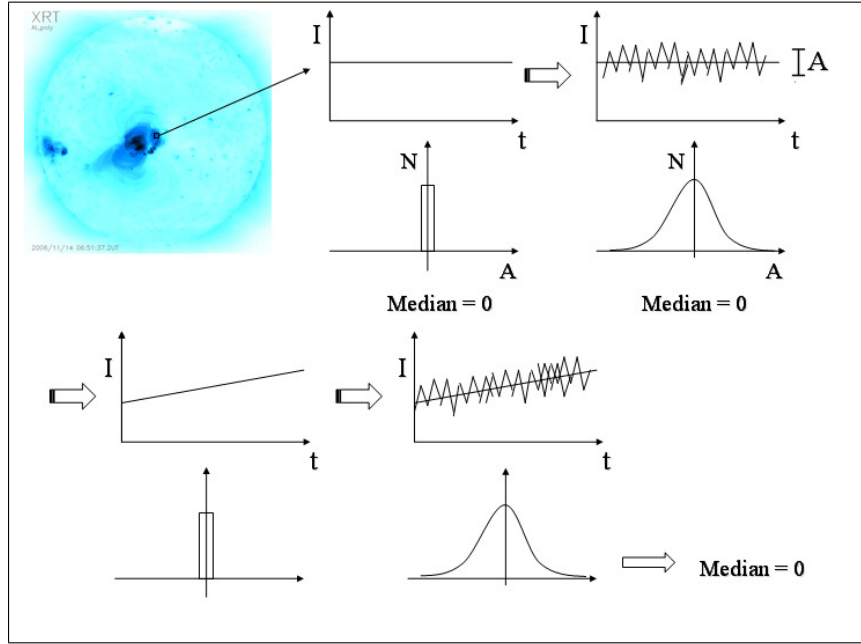 XRT
Al_poly
2006/11/14 06:51:37.2UT
I
t
I
A
t
N
A
Median = 0
N
A
Median = 0
I
t
I
t
Median = 0